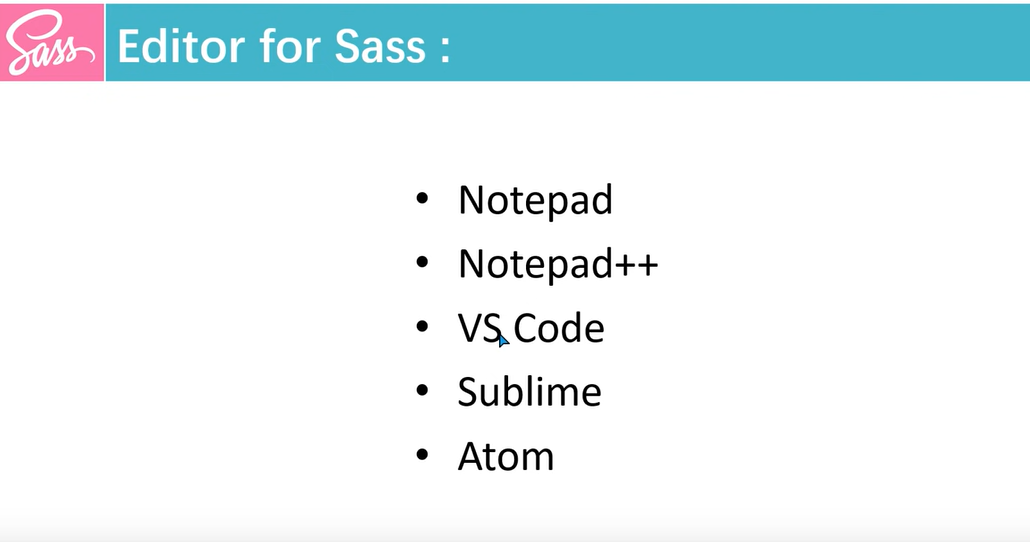 Sass
Editor for Sass :
• Notepad
• Notepad++
• VS Code
• Sublime
• Atom